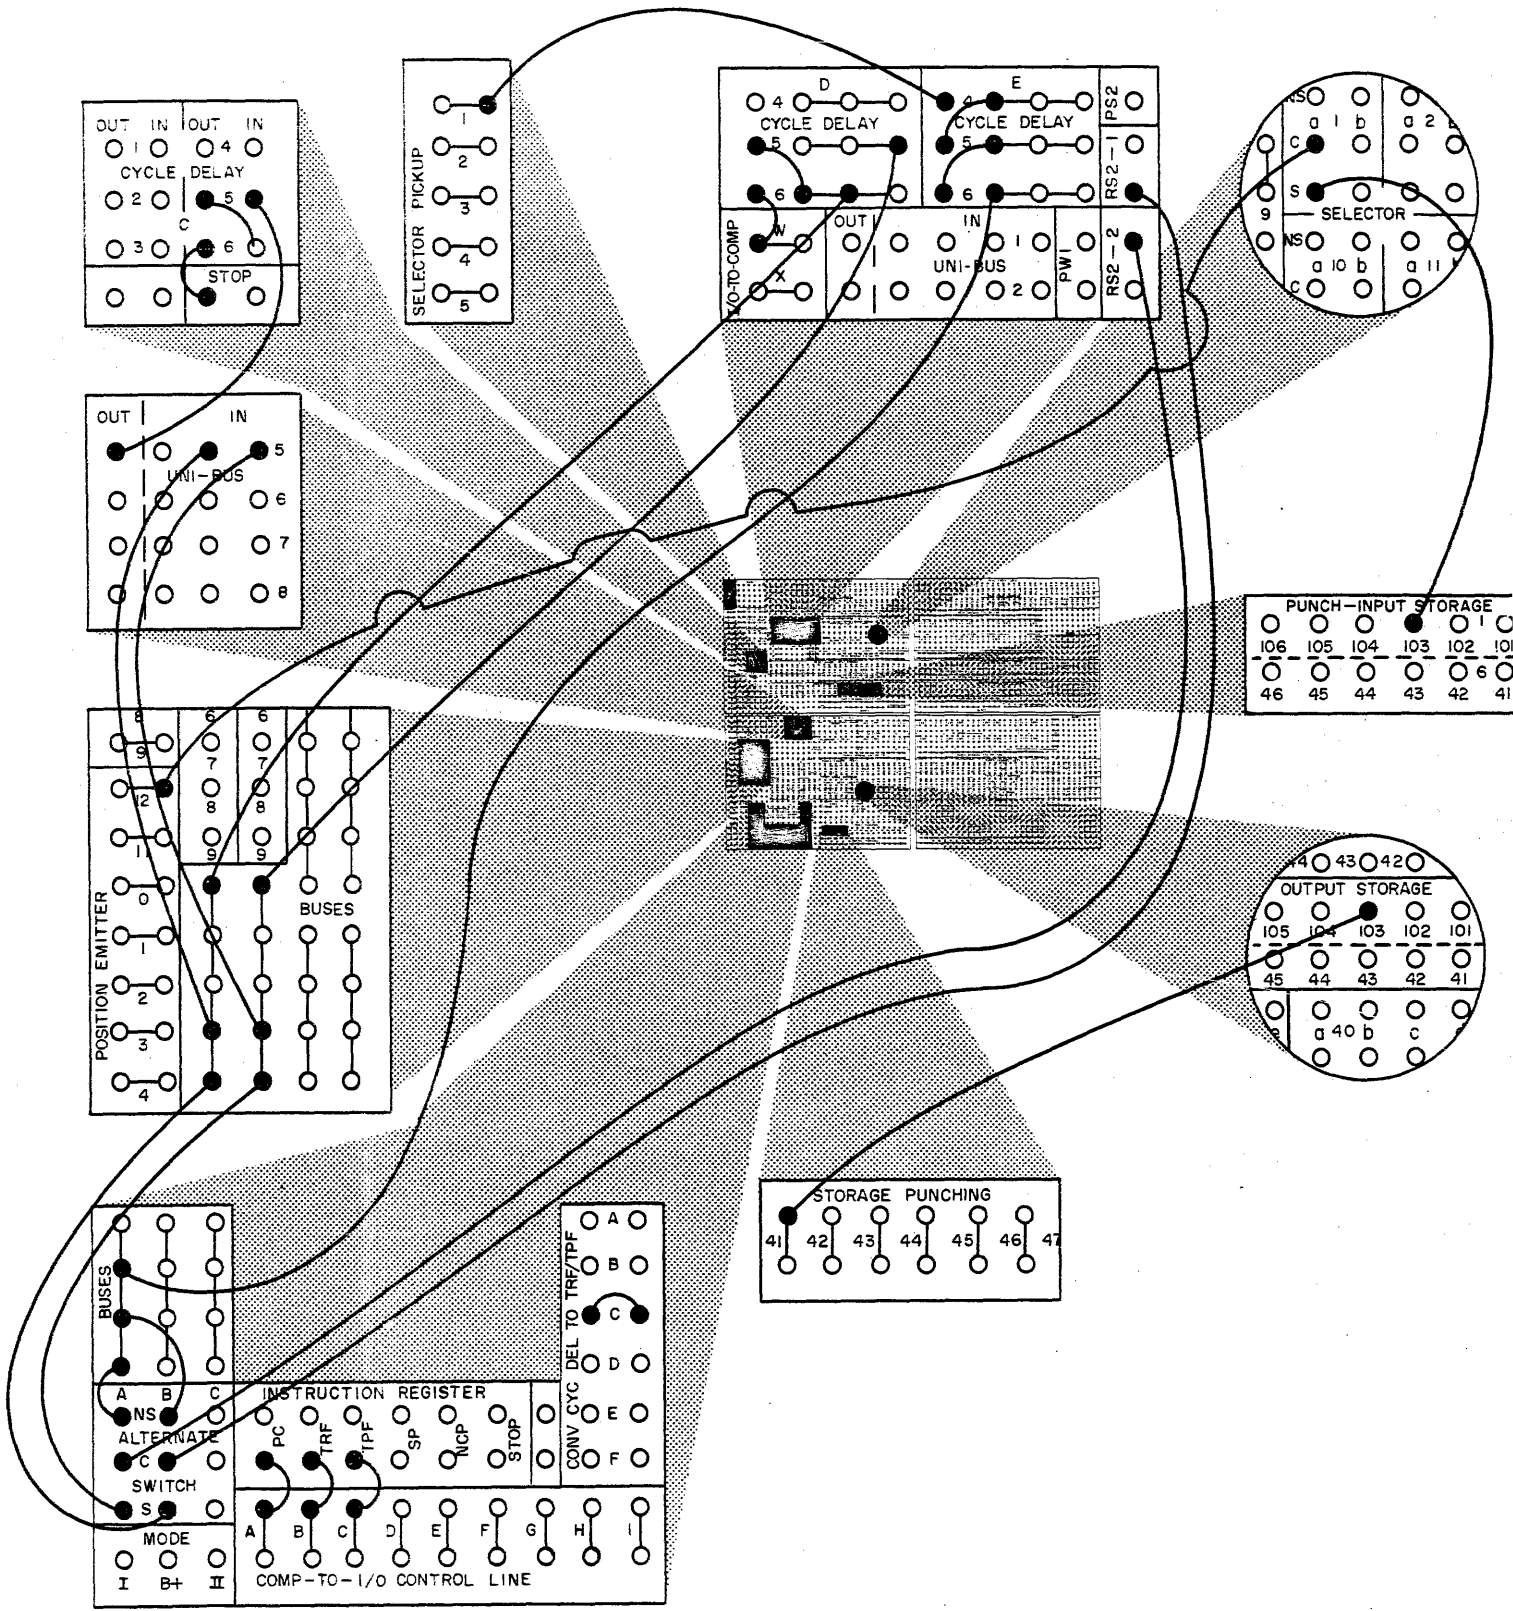 OUT IN OUT IN
1 4
CYCLE DELAY
2 5
C
3 6
STOP
SELECTOR PICKUP
1
2
3
4
5
D E
4 4
CYCLE DELAY CYCLE DELAY
5 5
6 6
PS2
RS2-1
RS2-2
I/O-TO-COMP
W
X
OUT IN
1
UNI-BUS
2
PW1
NS
a 1 b a 2 b
C
S
9 SELECTOR
NS
a 10 b a 11 b
C
OUT IN
5
UNI-BUS
6
7
8
PUNCH-INPUT STORAGE
1
106 105 104 103 102 101
6
46 45 44 43 42 41
8 6 6
9 7 7
12 8 8
11 9 9
0
BUSES
1
2
3
4
POSITION EMITTER
44 43 42
OUTPUT STORAGE
105 104 103 102 101
45 44 43 42 41
e a 40 b c
STORAGE PUNCHING
41 42 43 44 45 46 47
BUSES
A B C
NS
ALTERNATE
C
SWITCH
S
MODE
I B+ II
INSTRUCTION REGISTER
PC TRF TPF SP NCP STOP
CONV CYC DEL TO TRF/TPF
A
B
C
D
E
F
A B C D E F G H I
COMP-TO-I/O CONTROL LINE